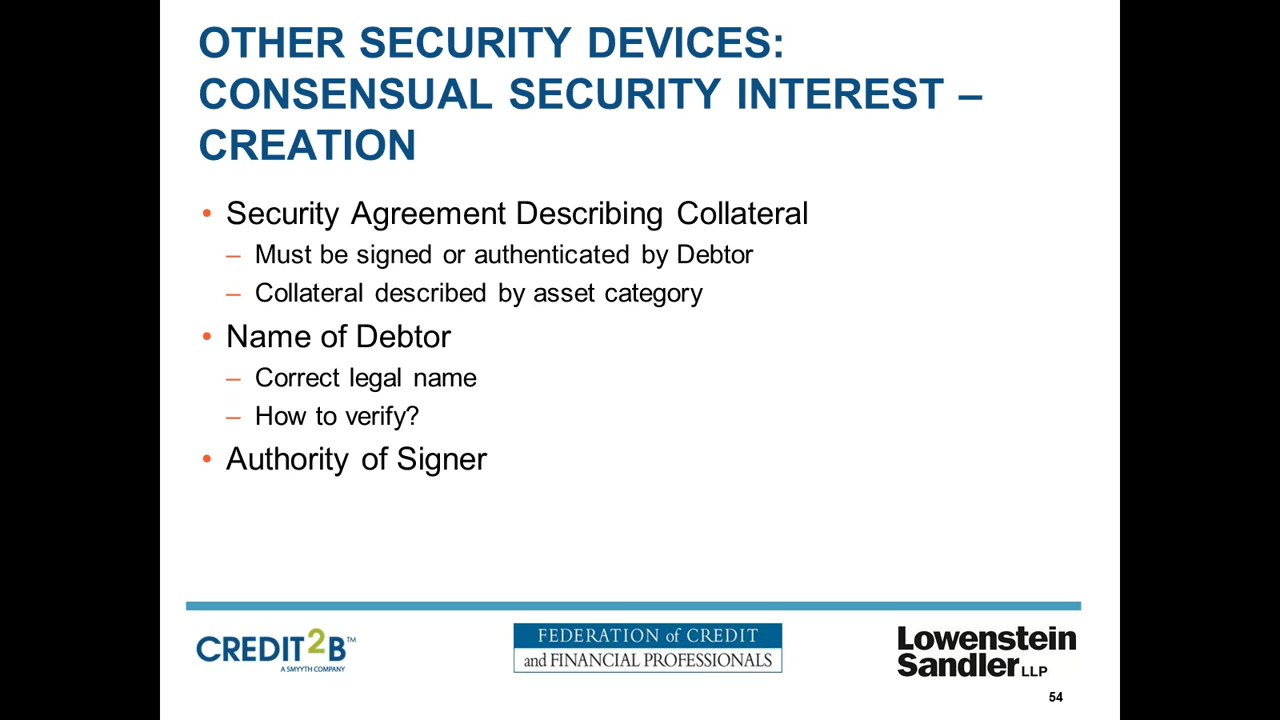 OTHER SECURITY DEVICES:
CONSENSUAL SECURITY INTEREST –
CREATION
• Security Agreement Describing Collateral
– Must be signed or authenticated by Debtor
– Collateral described by asset category
• Name of Debtor
– Correct legal name
– How to verify?
• Authority of Signer
CREDIT2B™
A SMYYTH COMPANY
FEDERATION of CREDIT
and FINANCIAL PROFESSIONALS
Lowenstein
Sandler LLP
54